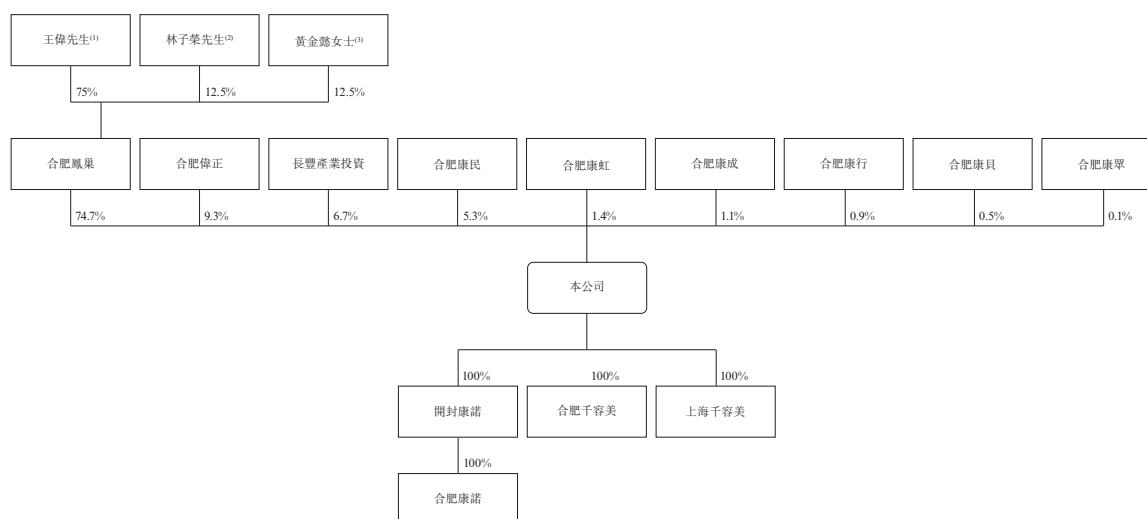 王偉先生(1)
林子榮先生(2)
黃金懿女士(3)
75%
12.5%
12.5%
合肥鳳巢
合肥偉正
長豐產業投資
合肥康民
合肥康虹
合肥康成
合肥康行
合肥康貝
合肥康眾
74.7%
9.3%
6.7%
5.3%
1.4%
1.1%
0.9%
0.5%
0.1%
本公司
100%
100%
100%
開封康諾
合肥千容美
上海千容美
100%
合肥康諾